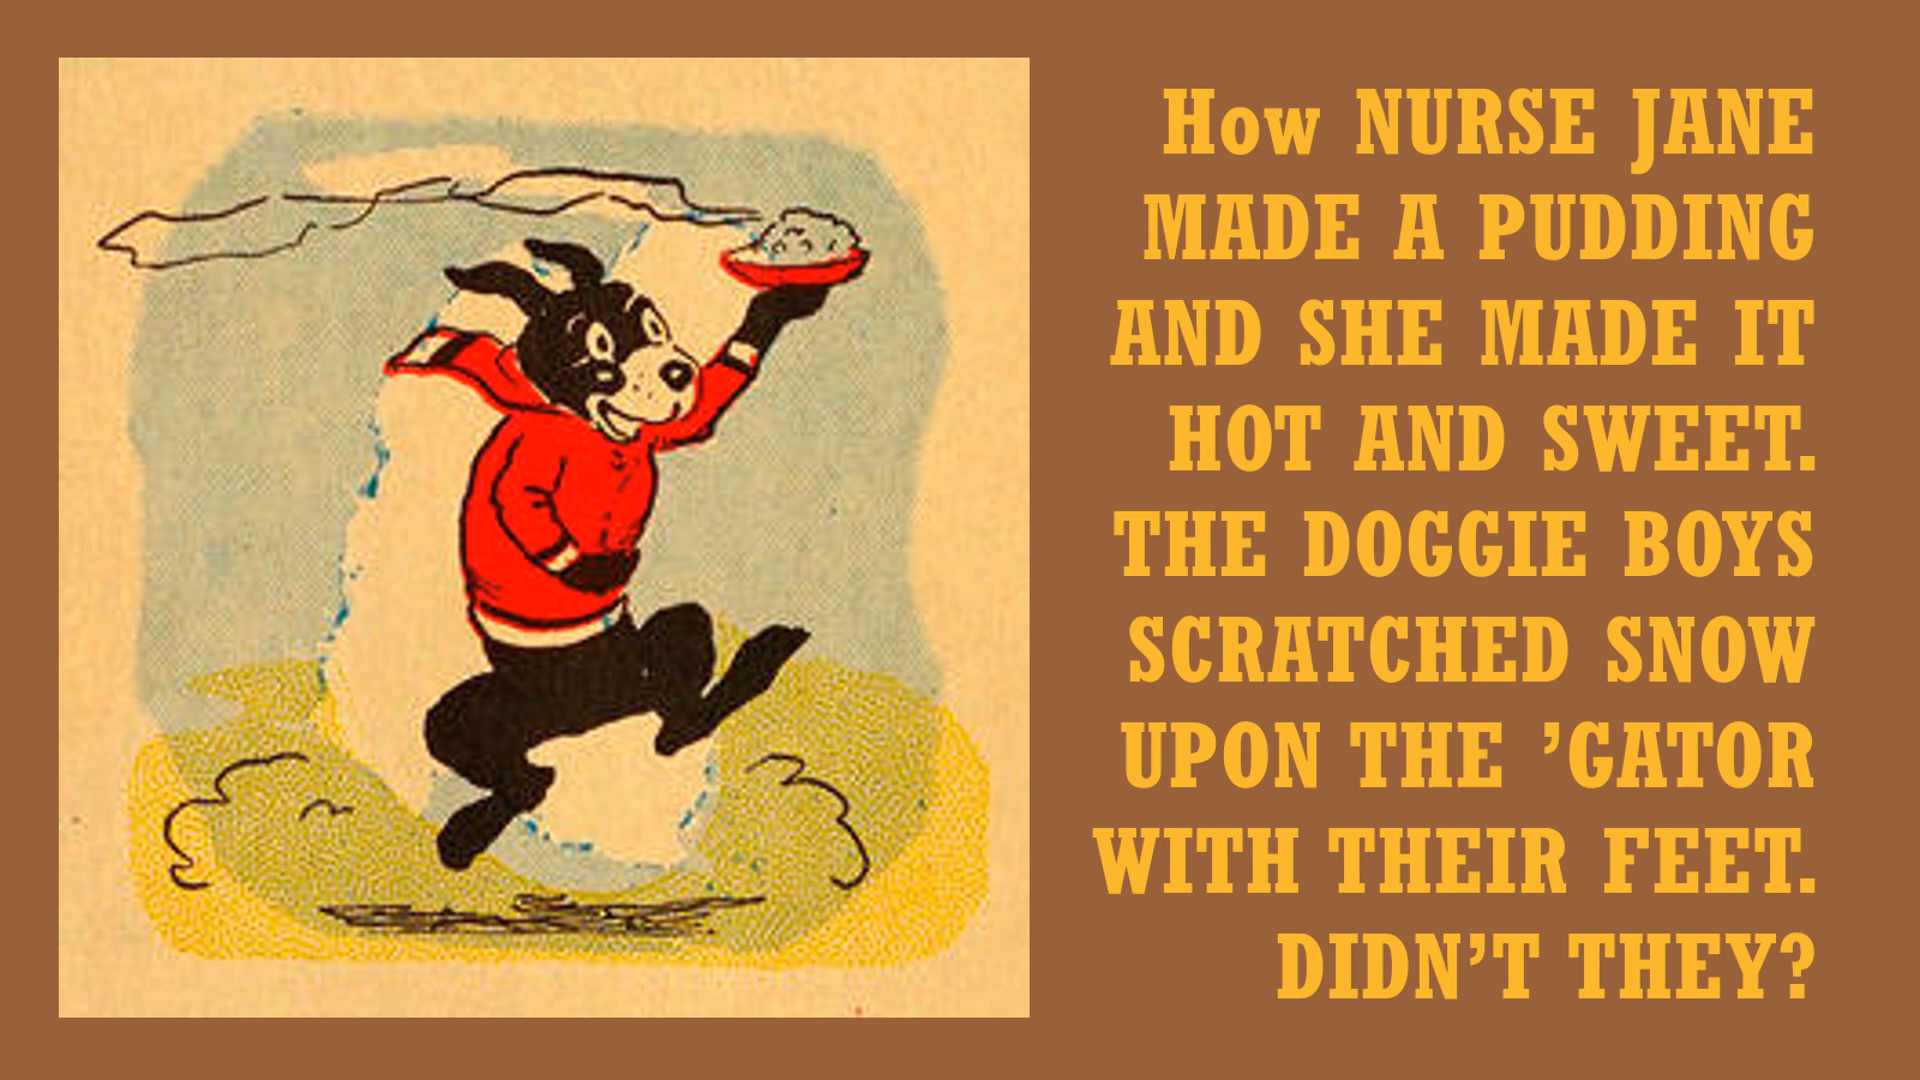 How NURSE JANE
MADE A PUDDING
AND SHE MADE IT
HOT AND SWEET.
THE DOGGIE BOYS
SCRATCHED SNOW
UPON THE ’GATOR
WITH THEIR FEET.
DIDN’T THEY?